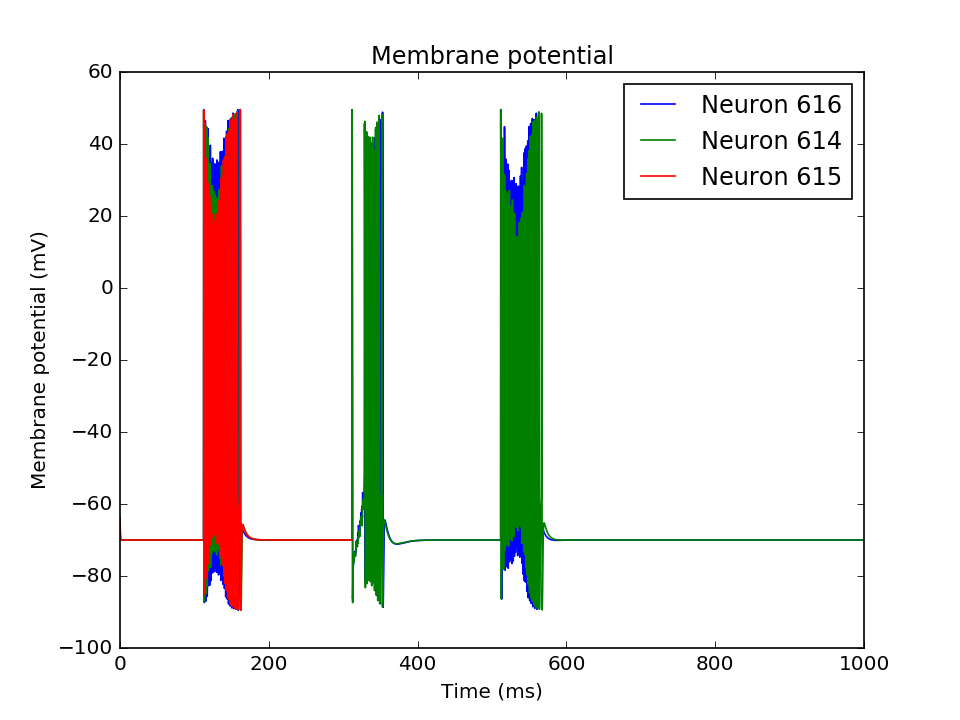 Membrane potential
Neuron 616
Neuron 614
Neuron 615
60
40
20
0
−20
−40
−60
−80
−100
Membrane potential (mV)
0 200 400 600 800 1000
Time (ms)